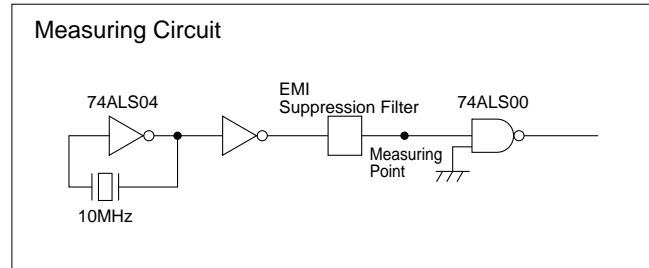 Measuring Circuit
74ALS04
EMI
Suppression Filter
74ALS00
Measuring
Point
10MHz